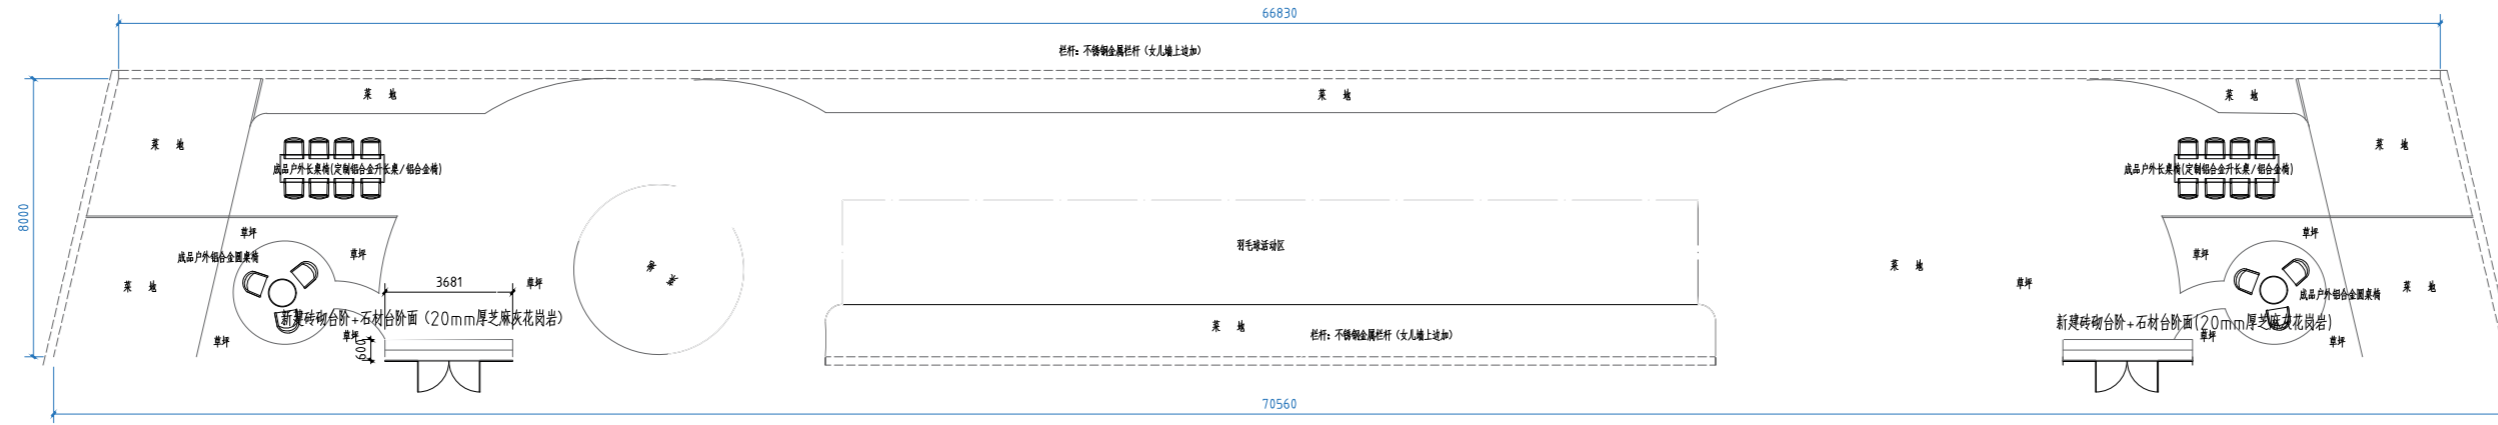 66830
栏杆：不锈钢金属栏杆（女儿墙上边加）
菜 地
菜 地
菜 地
菜 地
菜 地
成品户外长桌椅(定制铝合金升长桌/铝合金椅)
成品户外长桌椅(定制铝合金升长桌/铝合金椅)
8000
草坪
草坪
草坪
草坪
成品户外铝合金圆桌椅
羽毛球活动区
菜 地
菜 地
3681
草坪
草坪
菜 地
成品户外铝合金圆桌椅
新建砖砌台阶+石材台阶面（20mm厚芝麻灰花岗岩）
新建砖砌台阶+石材台阶面(20mm厚芝麻灰花岗岩)
菜 地
栏杆：不锈钢金属栏杆（女儿墙上边加）
草坪
草坪
草坪
草坪
600
70560